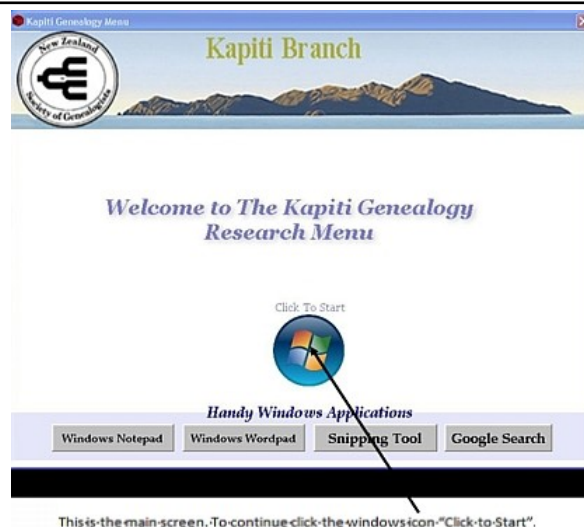 Kapiti Genealogy Menu
New Zealand
Society of Genealogists
Kapiti Branch
Welcome to The Kapiti Genealogy
Research Menu
Click To Start
Handy Windows Applications
Windows Notepad Windows Wordpad Snipping Tool Google Search
This·is·the·main·screen.·To·continue·click·the·windows·icon·"Click·to·Start".